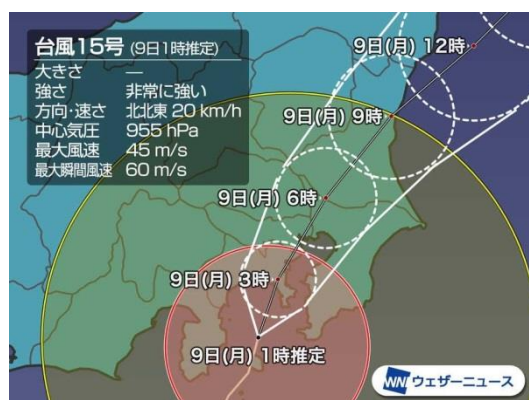 台風15号 (9日1時推定)
大きさ ―
強さ 非常に強い
方向・速さ 北北東 20 km/h
中心気圧 955 hPa
最大風速 45 m/s
最大瞬間風速 60 m/s
9日(月) 12時
9日(月) 9時
9日(月) 6時
9日(月) 3時
9日(月) 1時推定
WN ウェザーニュース